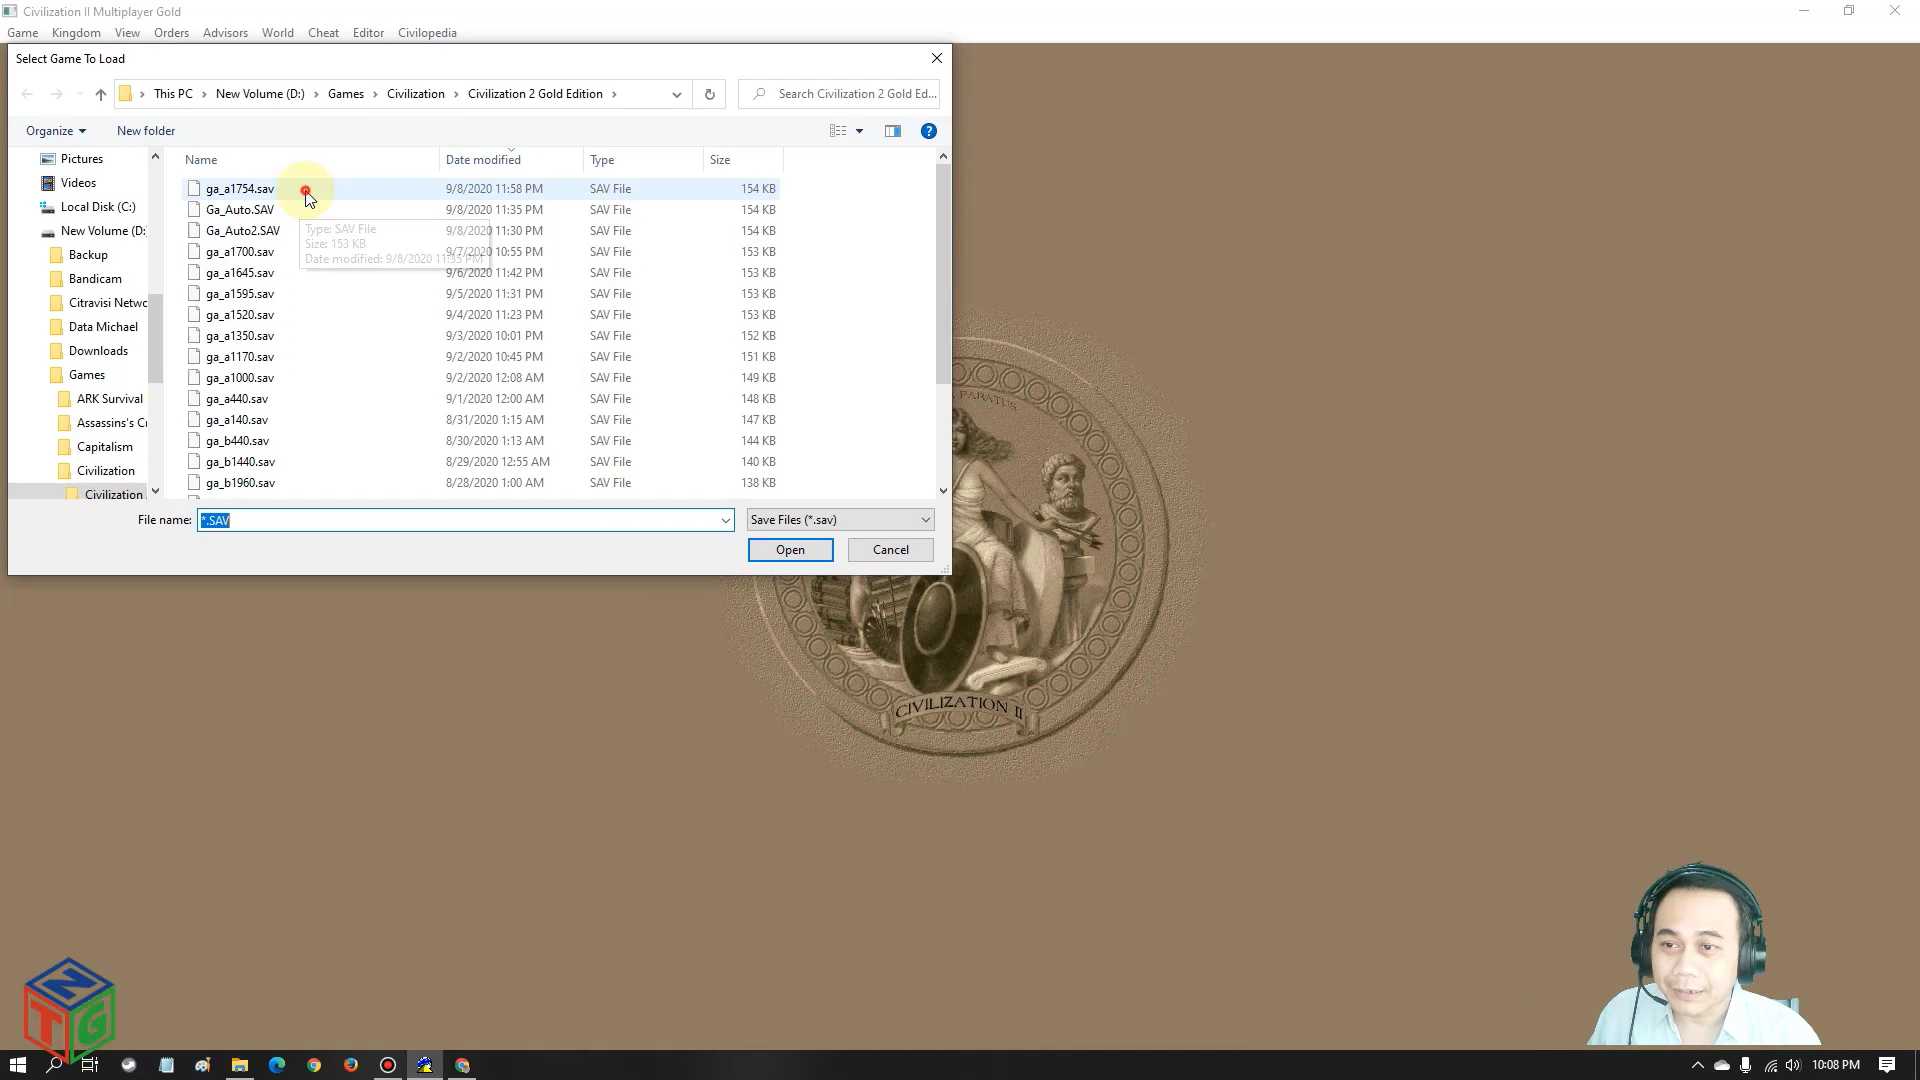 Civilization II Multiplayer Gold
Game Kingdom View Orders Advisors World Cheat Editor Civilopedia
Select Game To Load
This PC New Volume (D:) Games Civilization Civilization 2 Gold Edition
Search Civilization 2 Gold Ed...
Organize New folder
Name Date modified Type Size
Pictures
Videos
Local Disk (C:)
New Volume (D:
Backup
Bandicam
Citravisi Netwo
Data Michael
Downloads
Games
ARK Survival
Assassins's Cr
Capitalism
Civilization
Civilization
ga_a1754.sav 9/8/2020 11:58 PM SAV File 154 KB
Ga_Auto.SAV 9/8/2020 11:35 PM SAV File 154 KB
Ga_Auto2.SAV 9/8/2020 11:30 PM SAV File 154 KB
ga_a1700.sav 9/7/2020 10:55 PM SAV File 153 KB
ga_a1645.sav 9/6/2020 11:42 PM SAV File 153 KB
ga_a1595.sav 9/5/2020 11:31 PM SAV File 153 KB
ga_a1520.sav 9/4/2020 11:23 PM SAV File 153 KB
ga_a1350.sav 9/3/2020 10:01 PM SAV File 152 KB
ga_a1170.sav 9/2/2020 10:45 PM SAV File 151 KB
ga_a1000.sav 9/2/2020 12:08 AM SAV File 149 KB
ga_a440.sav 9/1/2020 12:00 AM SAV File 148 KB
ga_a140.sav 8/31/2020 1:15 AM SAV File 147 KB
ga_b440.sav 8/30/2020 1:13 AM SAV File 144 KB
ga_b1440.sav 8/29/2020 12:55 AM SAV File 140 KB
ga_b1960.sav 8/28/2020 1:00 AM SAV File 138 KB
Type: SAV File
Size: 153 KB
Date modified: 9/8/2020 11:35 PM
File name: *.SAV Save Files (*.sav)
Open Cancel
PARATUS
CIVILIZATION II
N
T G
10:08 PM